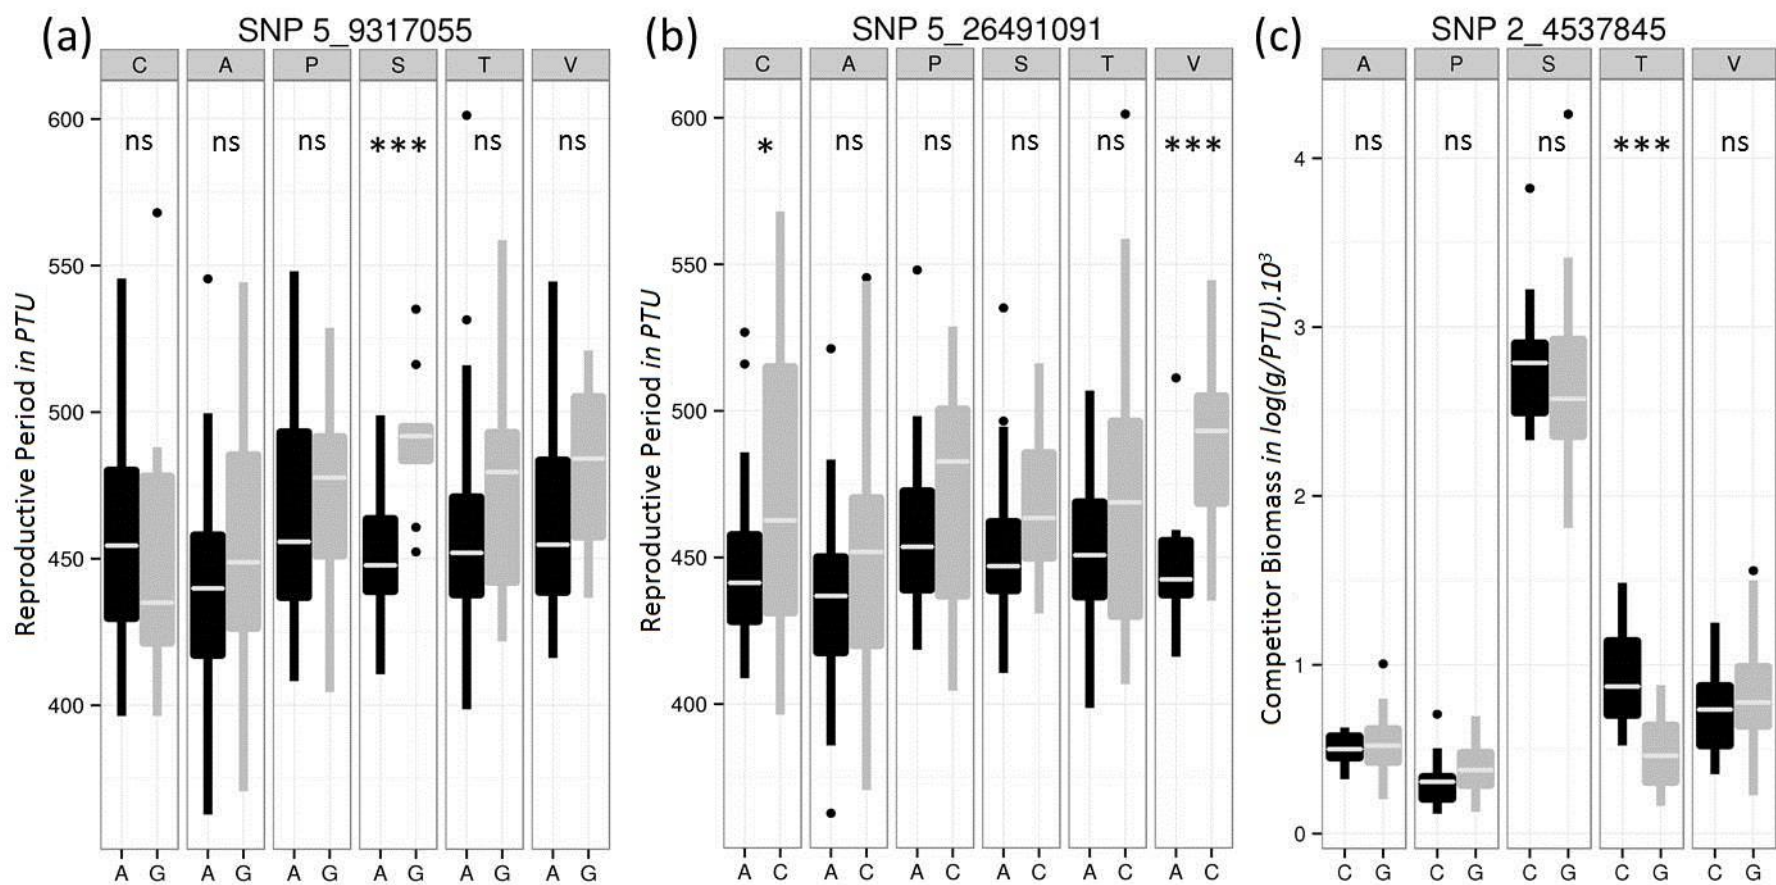 (a) SNP 5_9317055
Reproductive Period in PTU
C A P S T V
ns ns ns *** ns ns
600
550
500
450
400
A G A G A G A G A G A G
(b) SNP 5_26491091
Reproductive Period in PTU
C A P S T V
* ns ns ns ns ***
600
550
500
450
400
A C A C A C A C A C A C
(c) SNP 2_4537845
Competitor Biomass in log(g/PTU).10³
A P S T V
ns ns ns *** ns
4
3
2
1
0
C G C G C G C G C G